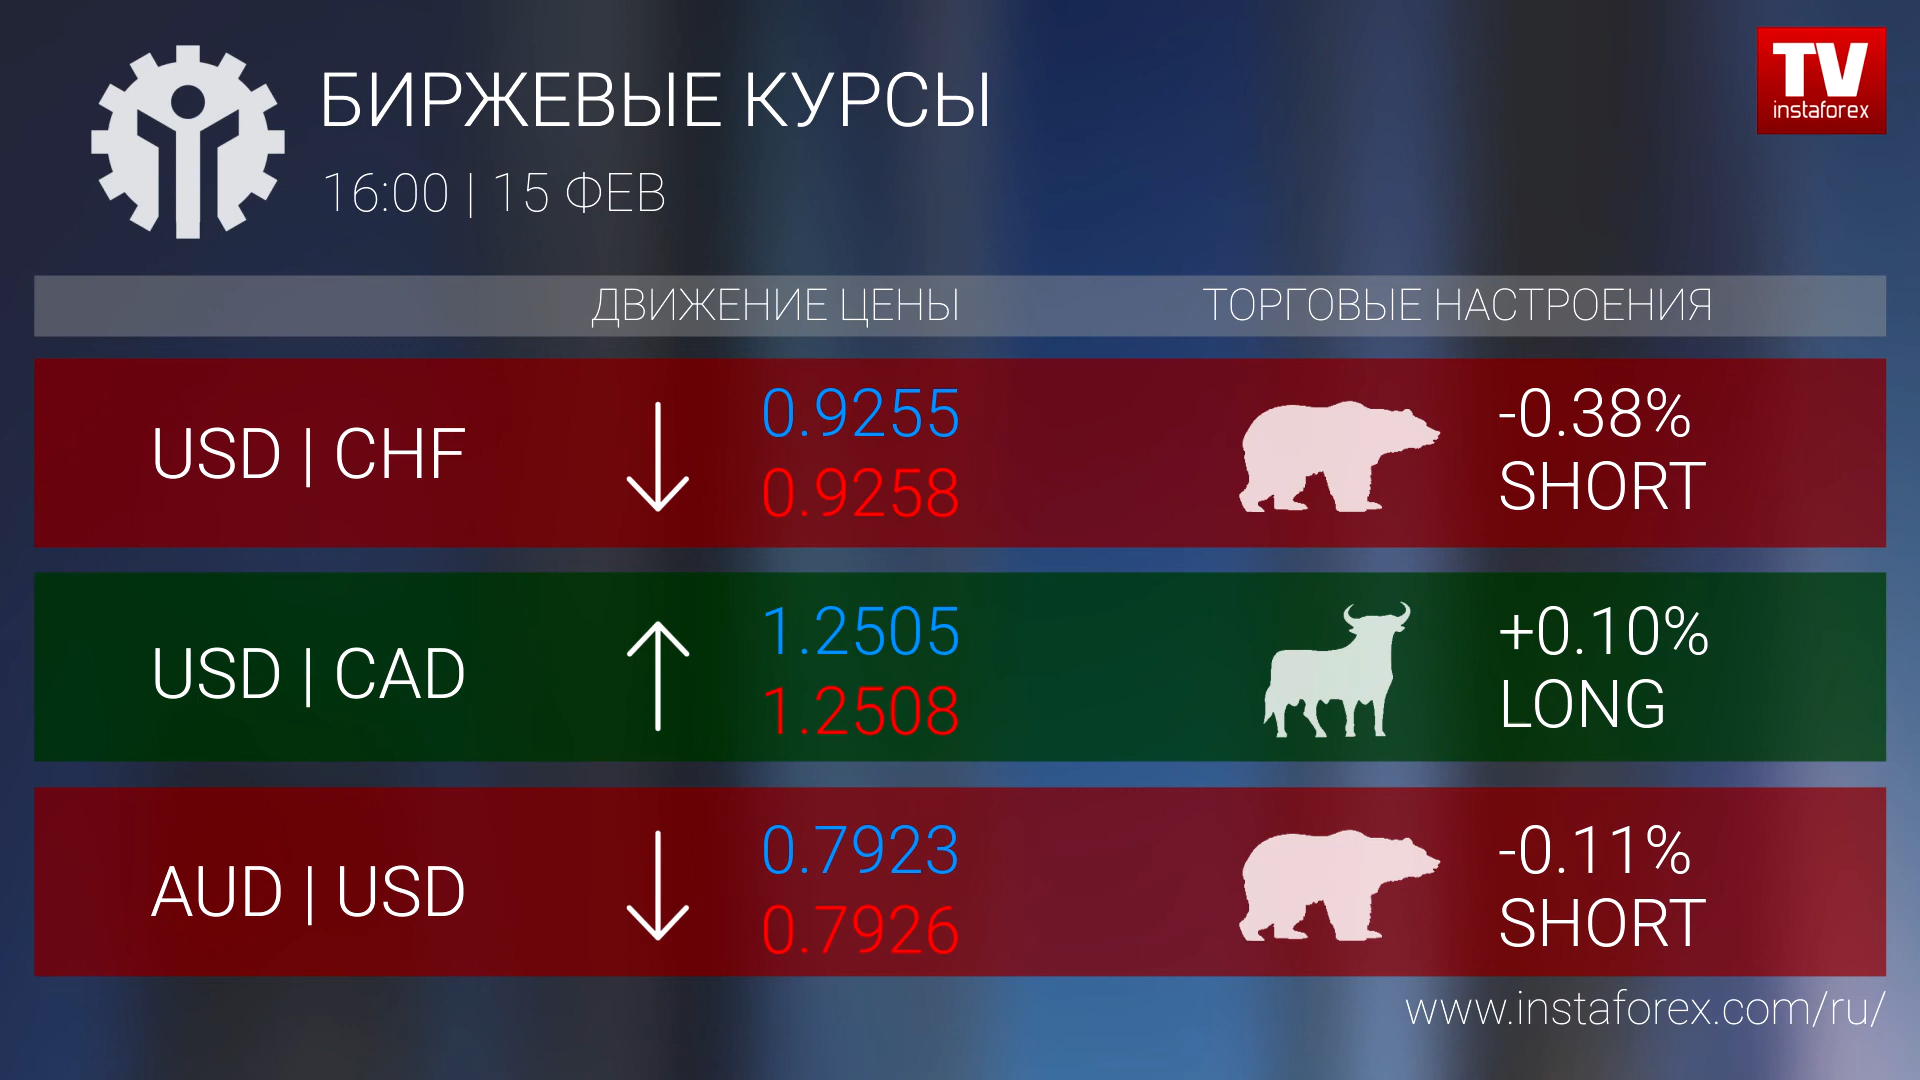 БИРЖЕВЫЕ КУРСЫ
16:00 | 15 ФЕВ
TV
instaforex
ДВИЖЕНИЕ ЦЕНЫ
ТОРГОВЫЕ НАСТРОЕНИЯ
USD | CHF
0.9255
0.9258
-0.38%
SHORT
USD | CAD
1.2505
1.2508
+0.10%
LONG
AUD | USD
0.7923
0.7926
-0.11%
SHORT
www.instaforex.com/ru/